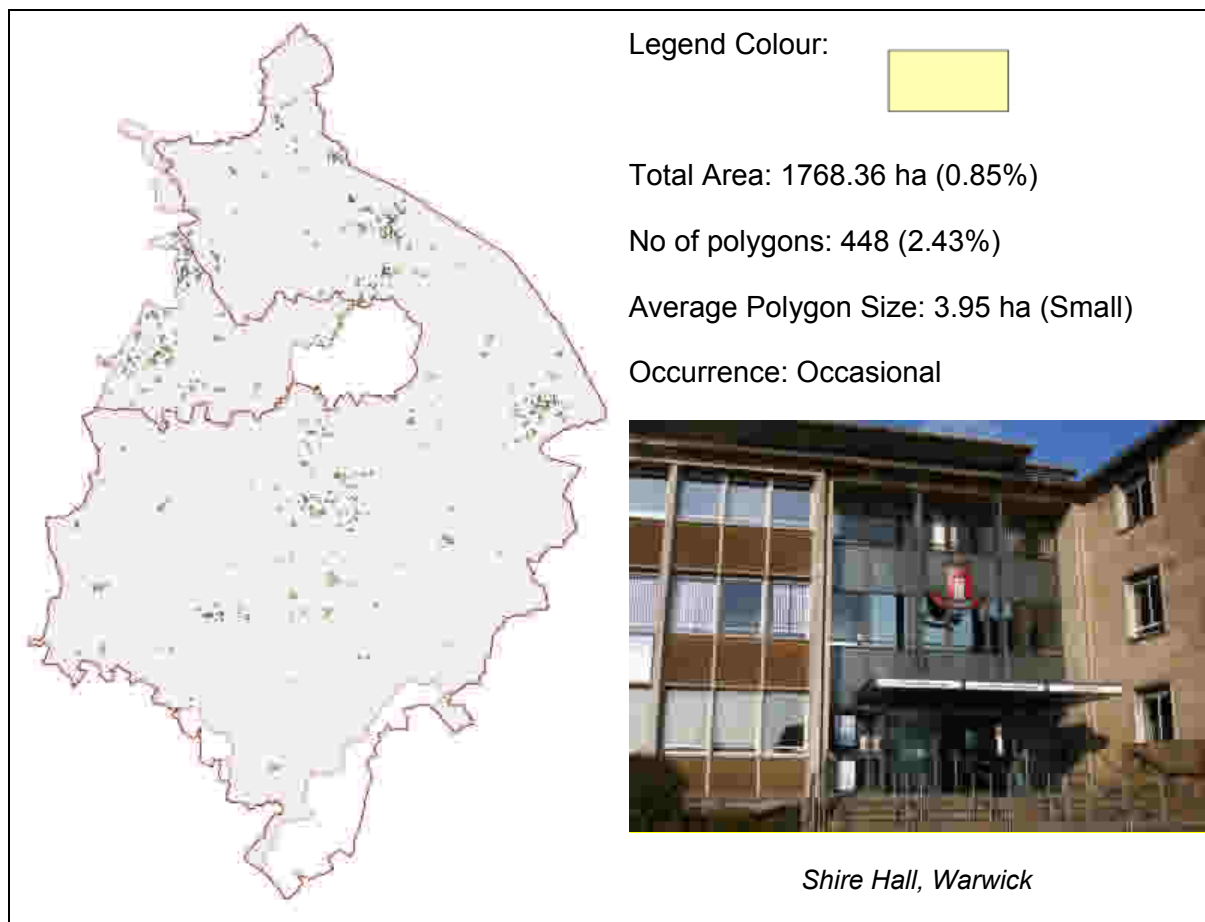 Legend Colour:
Total Area: 1768.36 ha (0.85%)
No of polygons: 448 (2.43%)
Average Polygon Size: 3.95 ha (Small)
Occurrence: Occasional
Shire Hall, Warwick